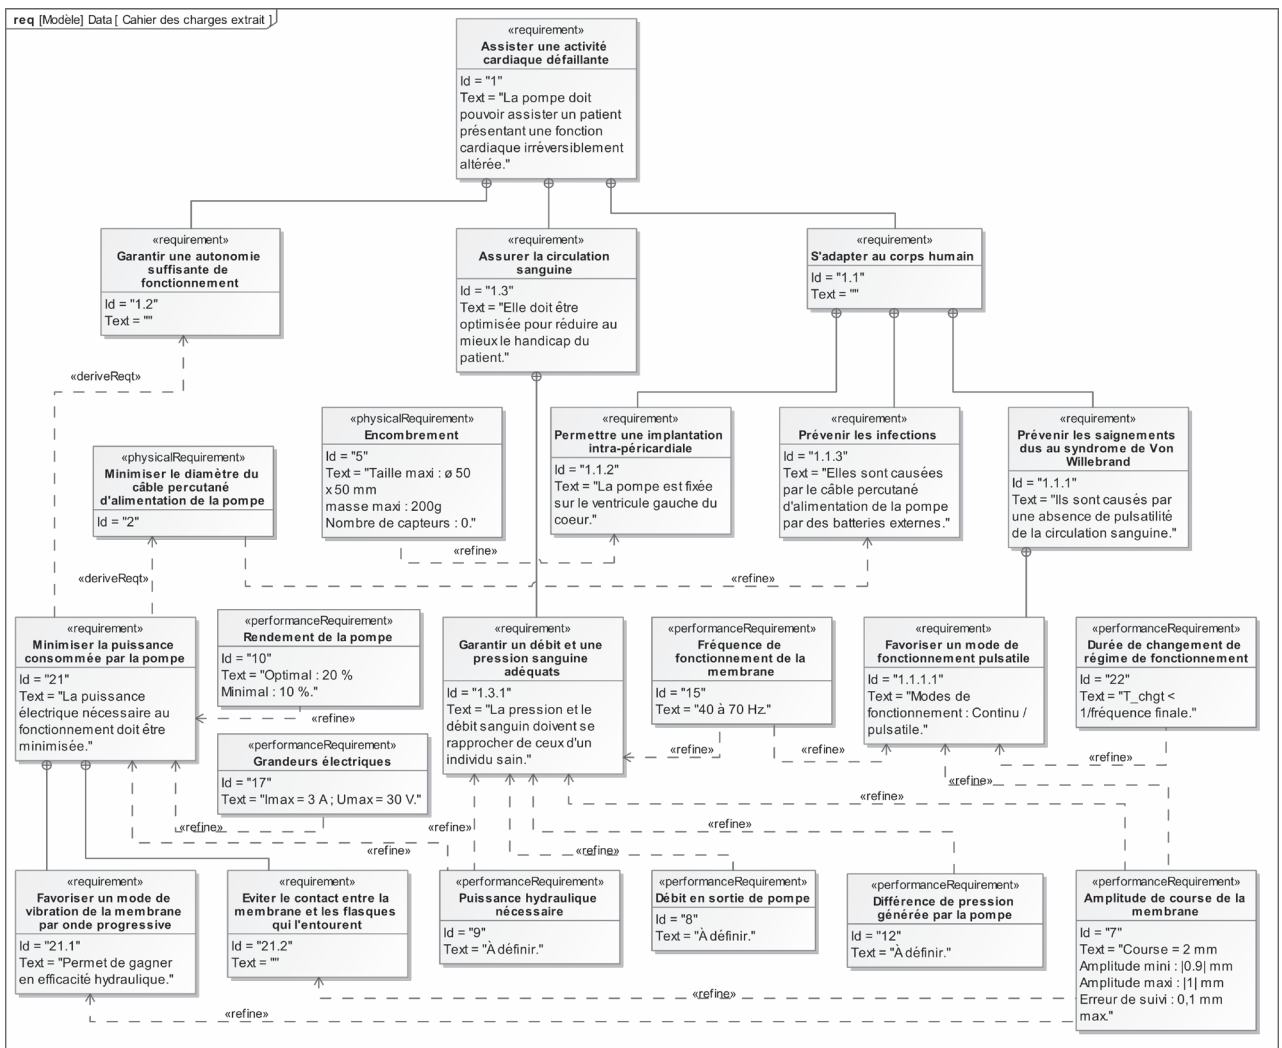 req [Modèle] Data [ Cahier des charges extrait ]
«requirement»
Assister une activité
cardiaque défaillante
Id = "1"
Text = "La pompe doit
pouvoir assister un patient
présentant une fonction
cardiaque irréversiblement
altérée."
«requirement»
Garantir une autonomie
suffisante de
fonctionnement
Id = "1.2"
Text = ""
«requirement»
Assurer la circulation
sanguine
Id = "1.3"
Text = "Elle doit être
optimisée pour réduire au
mieux le handicap du
patient."
«requirement»
S'adapter au corps humain
Id = "1.1"
Text = ""
«deriveReqt»
«physicalRequirement»
Minimiser le diamètre du
câble percutané
d'alimentation de la pompe
Id = "2"
«physicalRequirement»
Encombrement
Id = "5"
Text = "Taille maxi : ø 50
x 50 mm
masse maxi : 200g
Nombre de capteurs : 0."
«requirement»
Permettre une implantation
intra-péricardiale
Id = "1.1.2"
Text = "La pompe est fixée
sur le ventricule gauche du
coeur."
«requirement»
Prévenir les infections
Id = "1.1.3"
Text = "Elles sont causées
par le câble percutané
d'alimentation de la pompe
par des batteries externes."
«requirement»
Prévenir les saignements
dus au syndrome de Von
Willebrand
Id = "1.1.1"
Text = "Ils sont causés par
une absence de pulsatilité
de la circulation sanguine."
«refine»
«deriveReqt»
«refine»
«requirement»
Minimiser la puissance
consommée par la pompe
Id = "21"
Text = "La puissance
électrique nécessaire au
fonctionnement doit être
minimisée."
«performanceRequirement»
Rendement de la pompe
Id = "10"
Text = "Optimal : 20 %
Minimal : 10 %."
«refine»
«performanceRequirement»
Grandeurs électriques
Id = "17"
Text = "Imax = 3 A ; Umax = 30 V."
«requirement»
Garantir un débit et une
pression sanguine
adéquats
Id = "1.3.1"
Text = "La pression et le
débit sanguin doivent se
rapprocher de ceux d'un
individu sain."
«performanceRequirement»
Fréquence de
fonctionnement de la
membrane
Id = "15"
Text = "40 à 70 Hz."
«requirement»
Favoriser un mode de
fonctionnement pulsatile
Id = "1.1.1.1"
Text = "Modes de
fonctionnement : Continu /
pulsatile."
«performanceRequirement»
Durée de changement de
régime de fonctionnement
Id = "22"
Text = "T_chgt <
1/fréquence finale."
«refine»
«refine»
«refine»
«refine»
«refine»
«refine»
«refine»
«refine»
«refine»
«refine»
«refine»
«requirement»
Favoriser un mode de
vibration de la membrane
par onde progressive
Id = "21.1"
Text = "Permet de gagner
en efficacité hydraulique."
«requirement»
Eviter le contact entre la
membrane et les flasques
qui l'entourent
Id = "21.2"
Text = ""
«performanceRequirement»
Puissance hydraulique
nécessaire
Id = "9"
Text = "À définir."
«performanceRequirement»
Débit en sortie de pompe
Id = "8"
Text = "À définir."
«performanceRequirement»
Différence de pression
générée par la pompe
Id = "12"
Text = "À définir."
«performanceRequirement»
Amplitude de course de la
membrane
Id = "7"
Text = "Course = 2 mm
Amplitude mini : |0.9| mm
Amplitude maxi : |1| mm
Erreur de suivi : 0,1 mm
max."
«refine»
«refine»